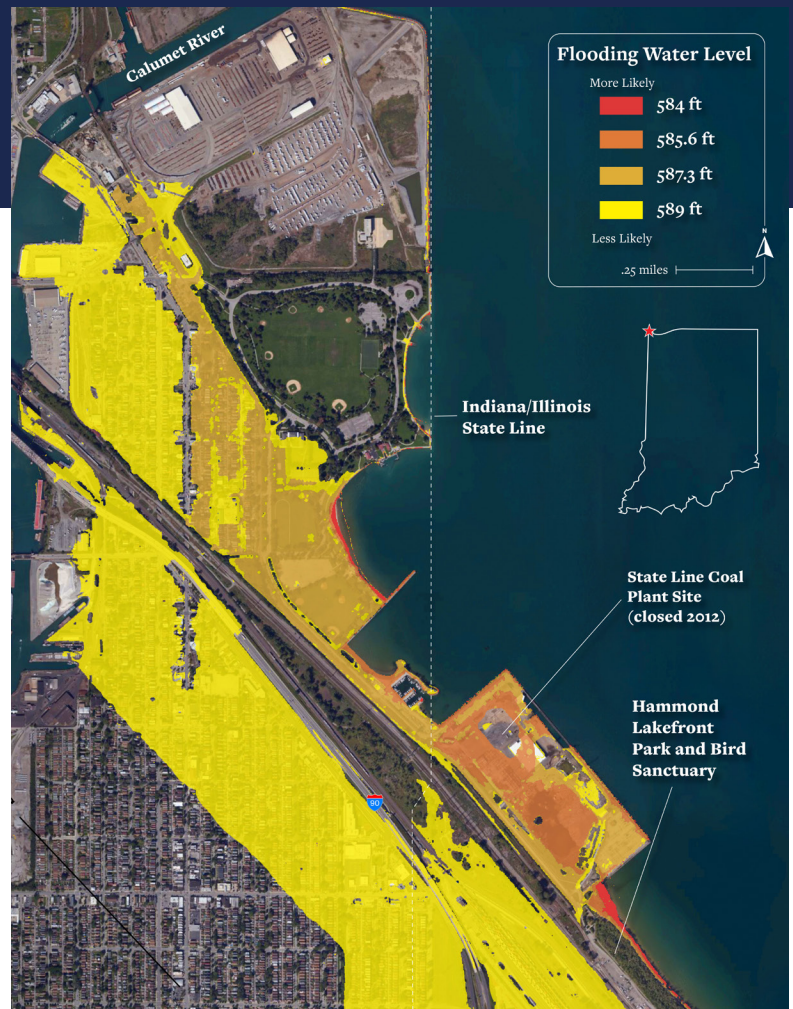 Calumet River
Flooding Water Level
More Likely
584 ft
585.6 ft
587.3 ft
589 ft
Less Likely
N
.25 miles
Indiana/Illinois
State Line
State Line Coal
Plant Site
(closed 2012)
Hammond
Lakefront
Park and Bird
Sanctuary
90